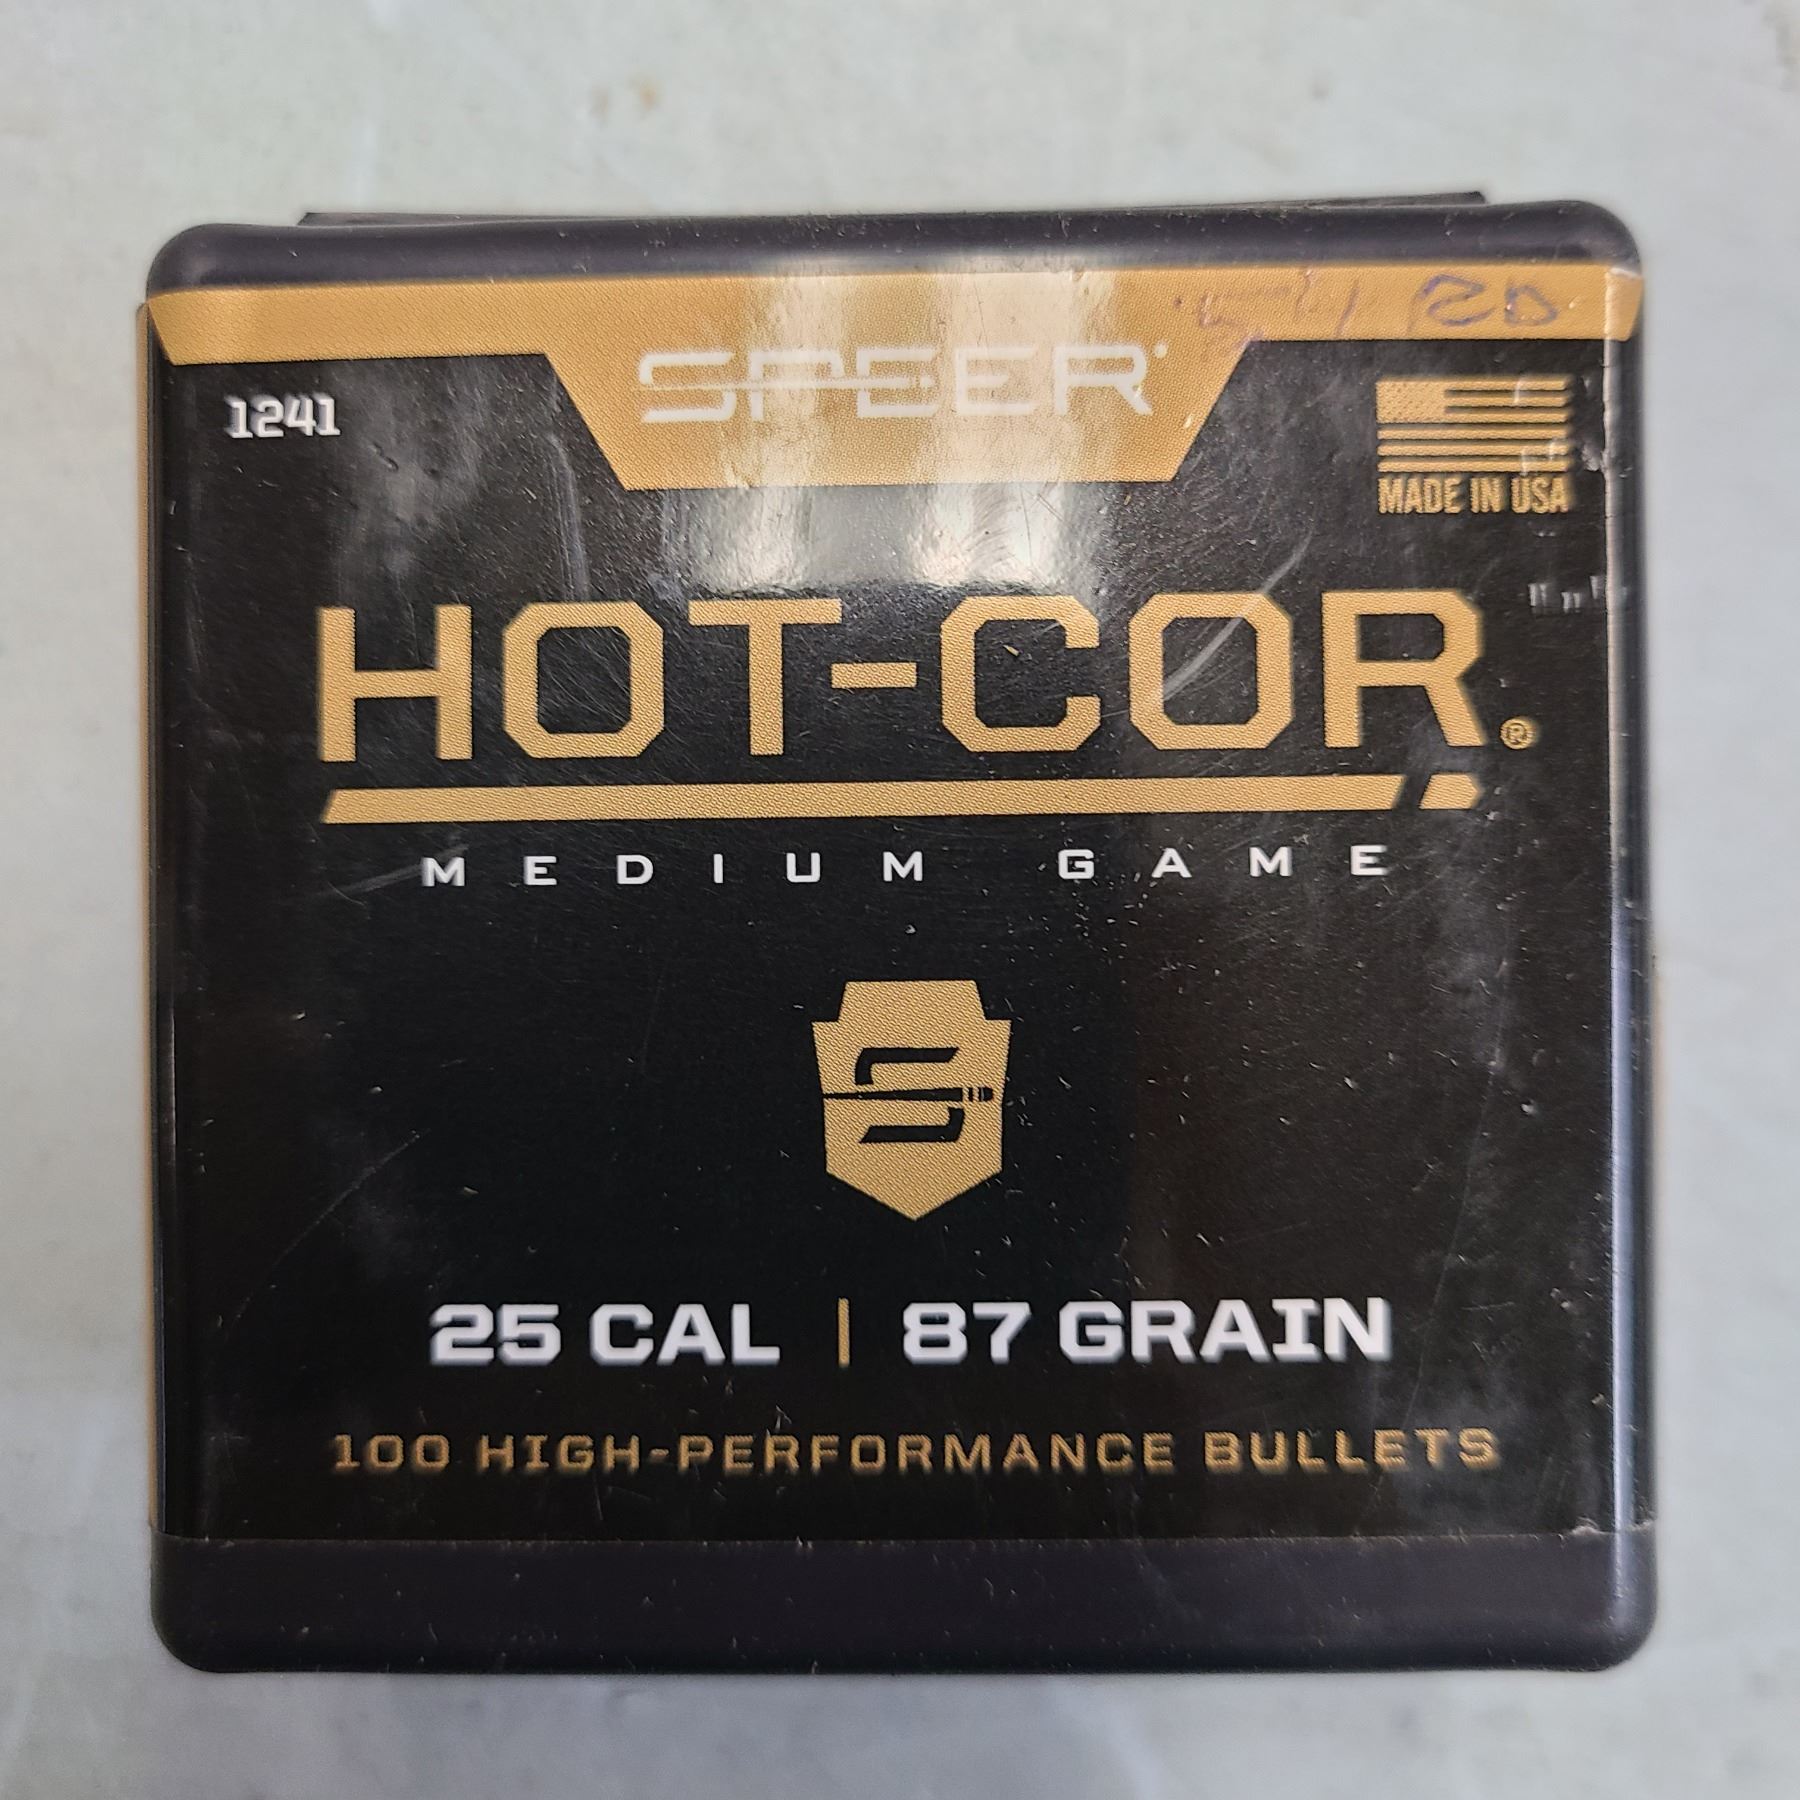 SPEER
1241
MADE IN USA
HOT-COR®
MEDIUM GAME
25 CAL | 87 GRAIN
100 HIGH-PERFORMANCE BULLETS